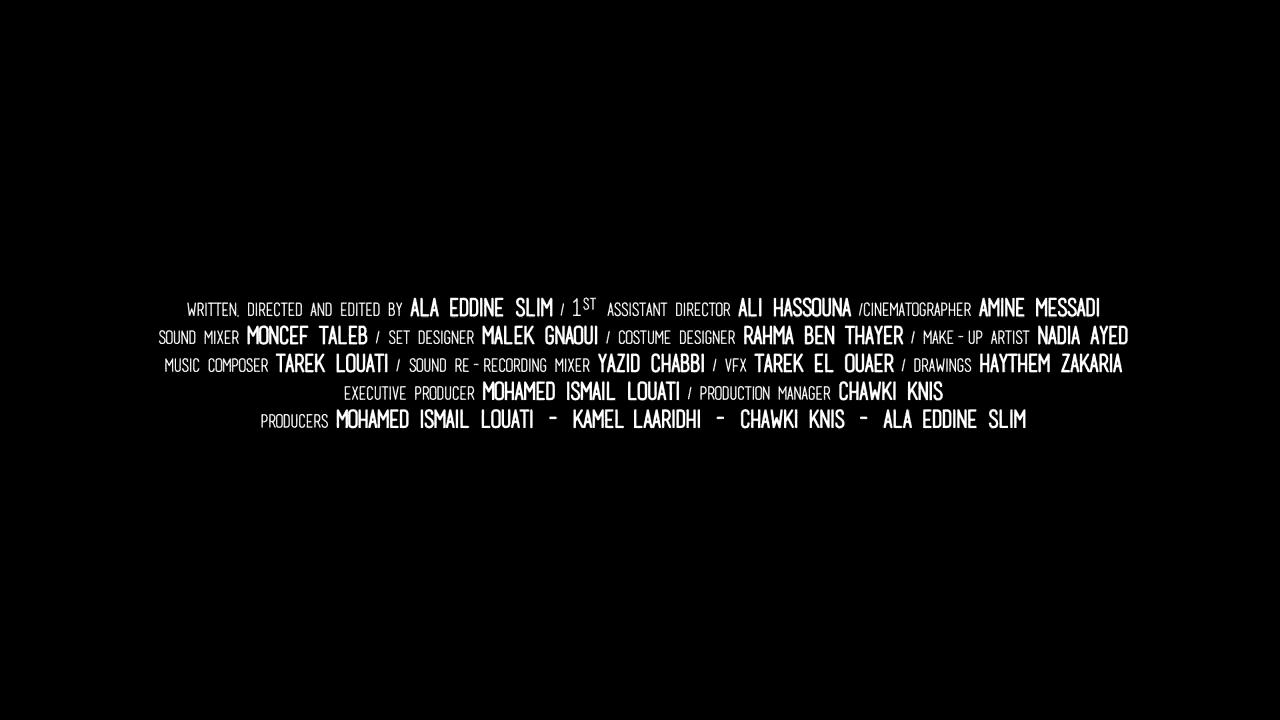 WRITTEN, DIRECTED AND EDITED BY ALA EDDINE SLIM / 1ST ASSISTANT DIRECTOR ALI HASSOUNA /CINEMATOGRAPHER AMINE MESSADI
SOUND MIXER MONCEF TALEB / SET DESIGNER MALEK GNAOUI / COSTUME DESIGNER RAHMA BEN THAYER / MAKE-UP ARTIST NADIA AYED
MUSIC COMPOSER TAREK LOUATI / SOUND RE-RECORDING MIXER YAZID CHABBI / VFX TAREK EL OUAER / DRAWINGS HAYTHEM ZAKARIA
EXECUTIVE PRODUCER MOHAMED ISMAIL LOUATI / PRODUCTION MANAGER CHAWKI KNIS
PRODUCERS MOHAMED ISMAIL LOUATI - KAMEL LAARIDHI - CHAWKI KNIS - ALA EDDINE SLIM